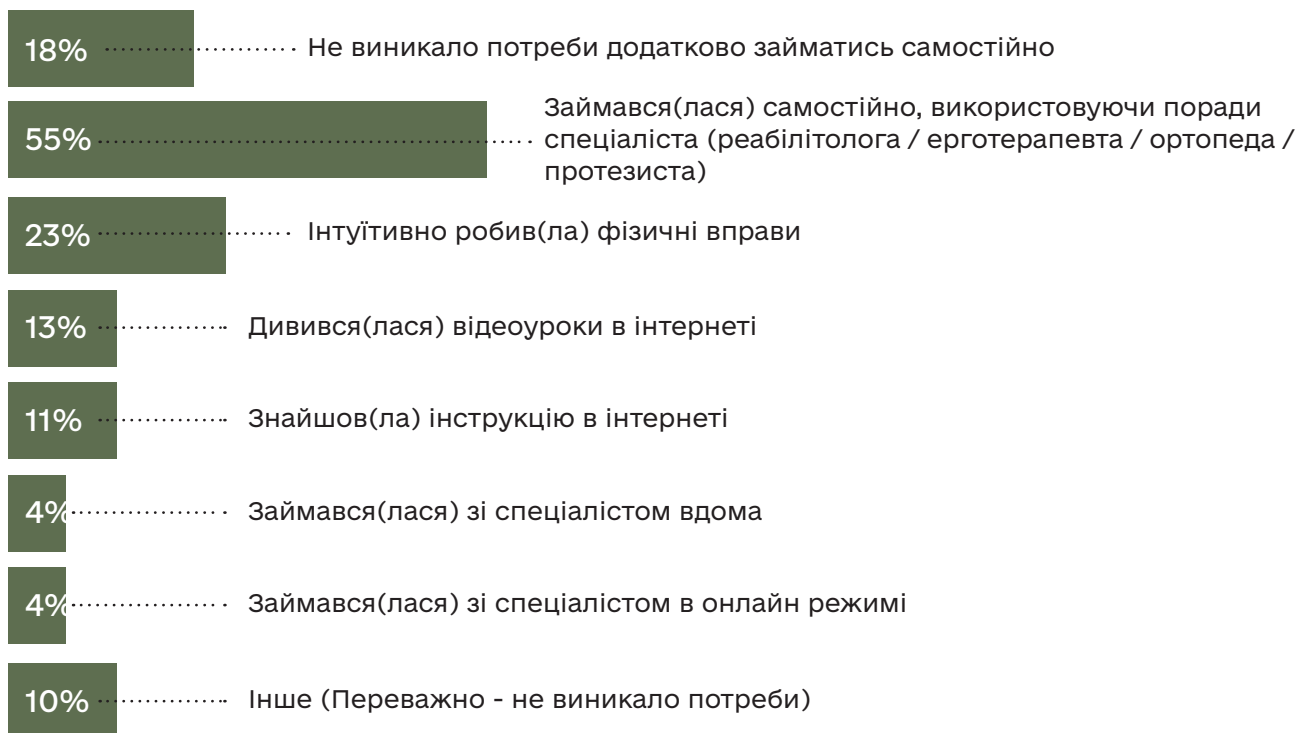 18% Не виникало потреби додатково займатись самостійно
Займався(лася) самостійно, використовуючи поради
55% спеціаліста (реабілітолога / ерготерапевта / ортопеда /
протезиста)
23% Інтуїтивно робив(ла) фізичні вправи
13% Дивився(лася) відеоуроки в інтернеті
11% Знайшов(ла) інструкцію в інтернеті
4% Займався(лася) зі спеціалістом вдома
4% Займався(лася) зі спеціалістом в онлайн режимі
10% Інше (Переважно - не виникало потреби)